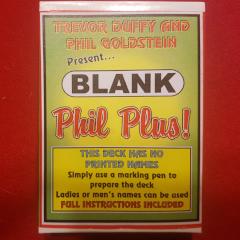 TREVOR DUFFY AND
PHIL GOLDSTEIN
Present...
BLANK
Phil Plus!
THIS DECK HAS NO
PRINTED NAMES
Simply use a marking pen to
prepare the deck
Ladies or men's names can be used
FULL INSTRUCTIONS INCLUDED